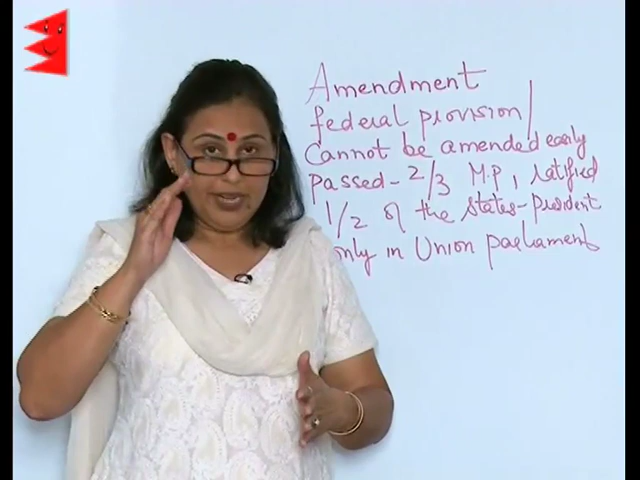 Amendment
federal provision/
Cannot be amended easily
passed - 2/3 M.P, ratified
1/2 of the states - president
only in Union parliament